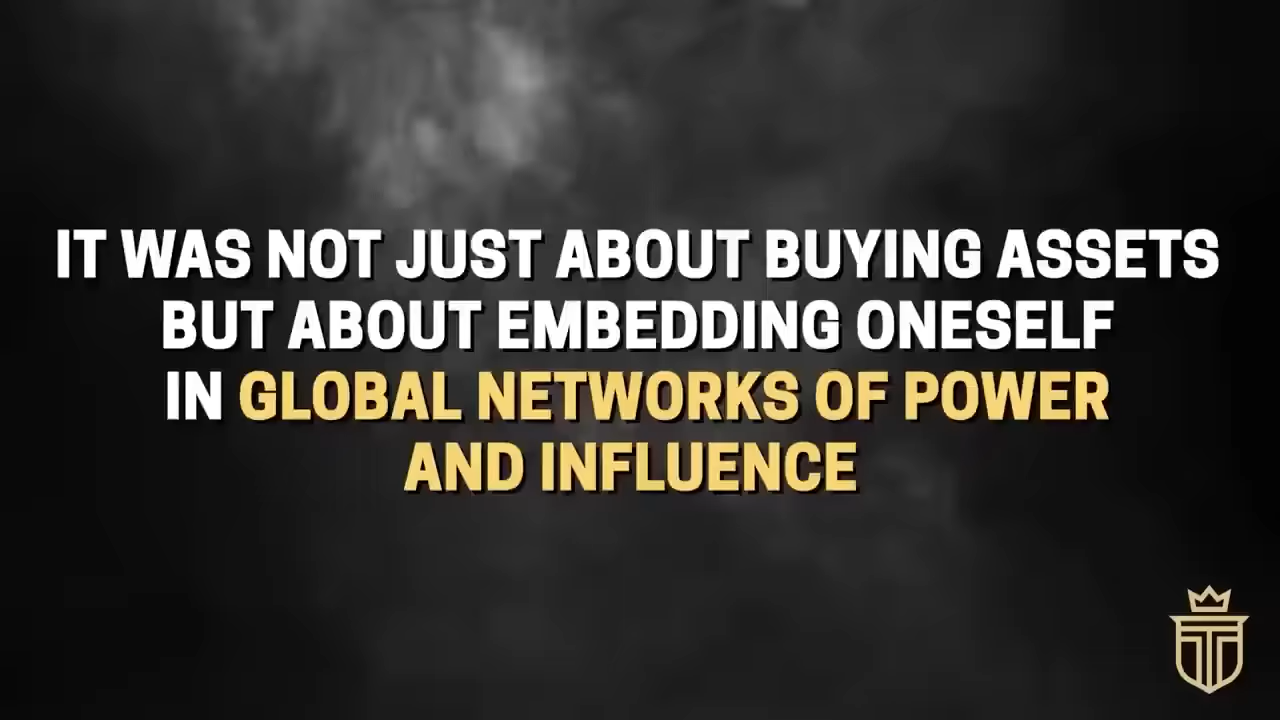 IT WAS NOT JUST ABOUT BUYING ASSETS
BUT ABOUT EMBEDDING ONESELF
IN GLOBAL NETWORKS OF POWER
AND INFLUENCE